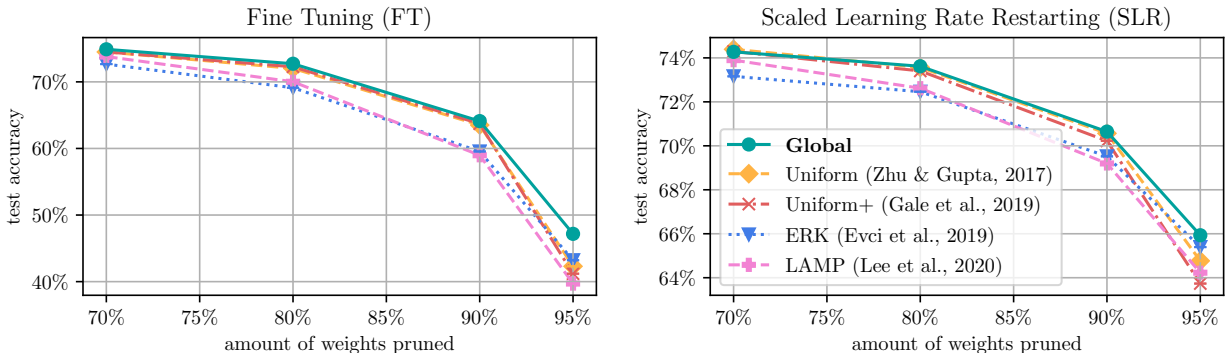 Fine Tuning (FT)
test accuracy
70%
60%
50%
40%
70%
75%
80%
85%
90%
95%
amount of weights pruned
Scaled Learning Rate Restarting (SLR)
test accuracy
74%
72%
70%
68%
66%
64%
Global
Uniform (Zhu & Gupta, 2017)
Uniform+ (Gale et al., 2019)
ERK (Evci et al., 2019)
LAMP (Lee et al., 2020)
70%
75%
80%
85%
90%
95%
amount of weights pruned